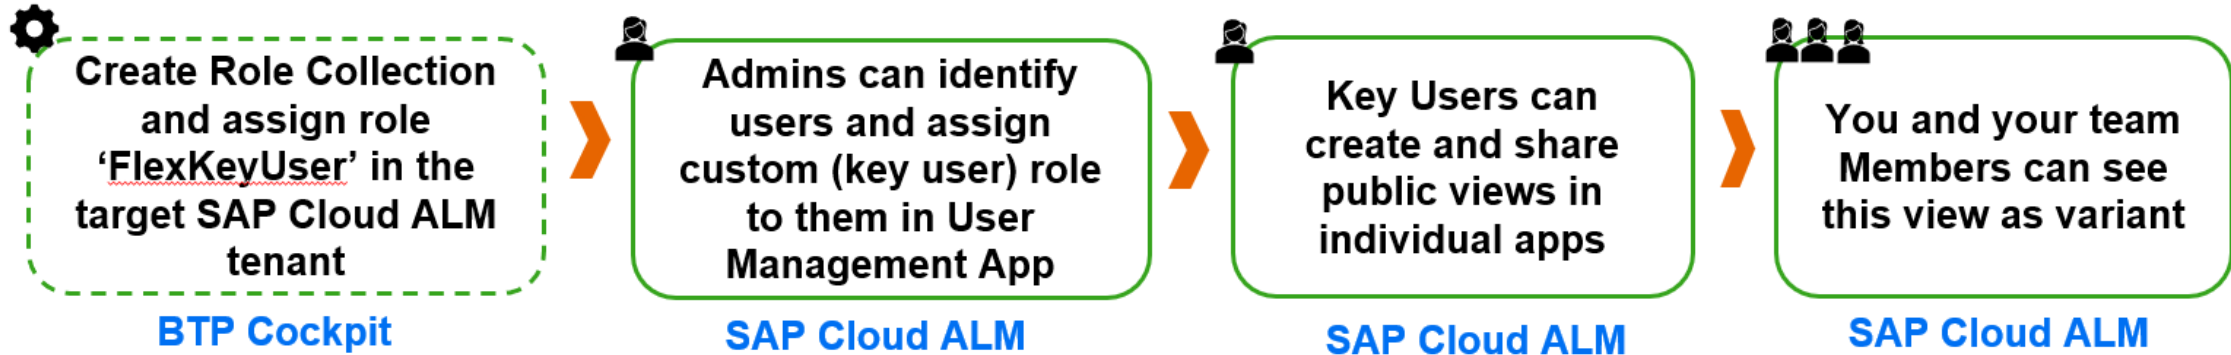 Create Role Collection
and assign role
‘FlexKeyUser’ in the
target SAP Cloud ALM
tenant
BTP Cockpit
Admins can identify
users and assign
custom (key user) role
to them in User
Management App
SAP Cloud ALM
Key Users can
create and share
public views in
individual apps
SAP Cloud ALM
You and your team
Members can see
this view as variant
SAP Cloud ALM